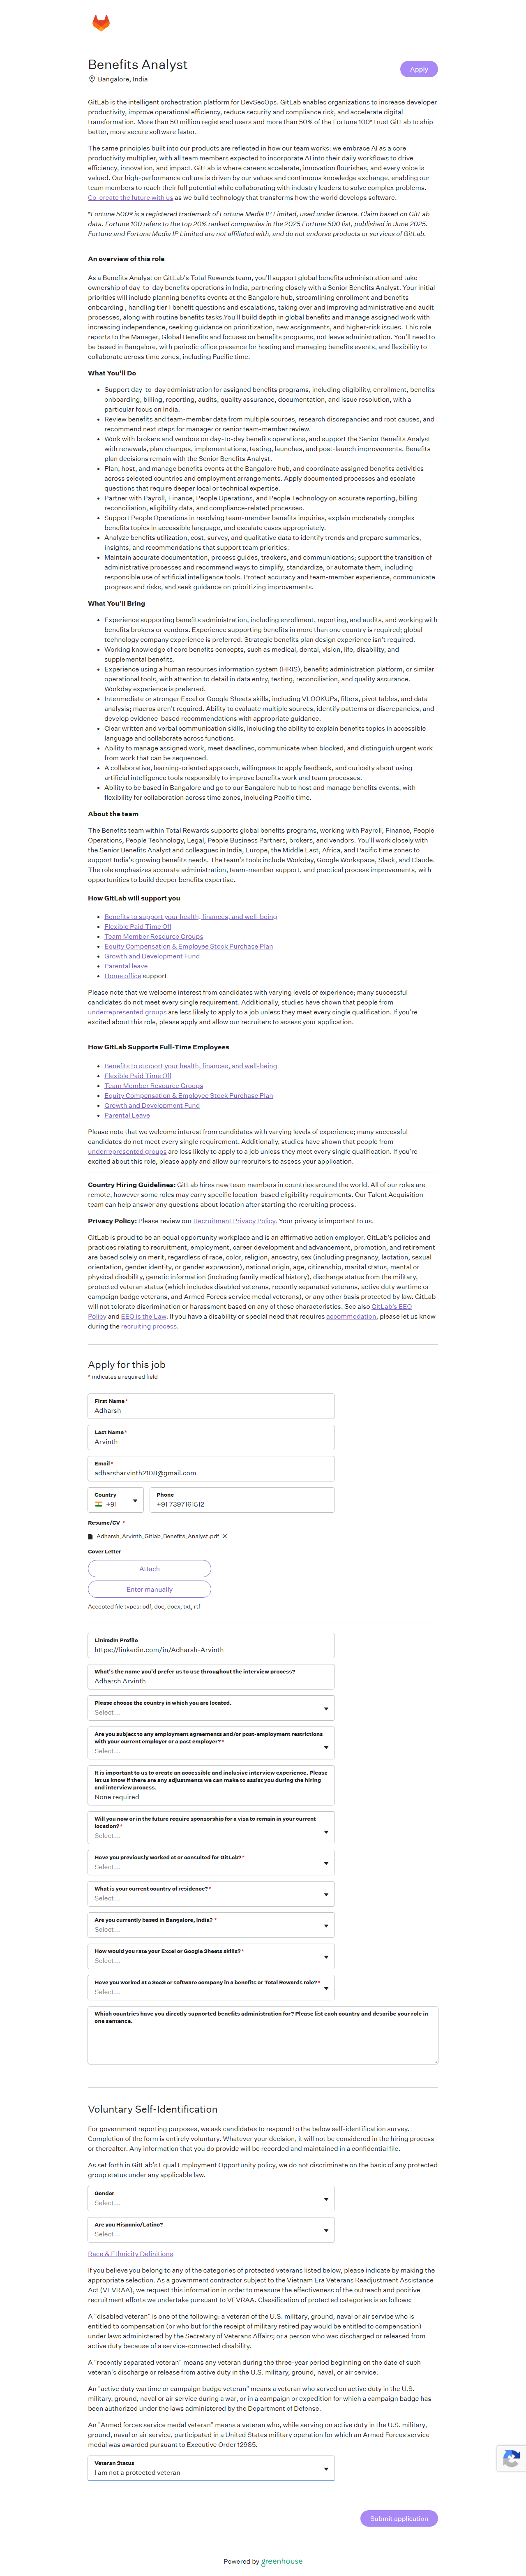 Benefits Analyst
Bangalore, India
Apply
GitLab is the intelligent orchestration platform for DevSecOps. GitLab enables organizations to increase developer
productivity, improve operational efficiency, reduce security and compliance risk, and accelerate digital
transformation. More than 50 million registered users and more than 50% of the Fortune 100* trust GitLab to ship
better, more secure software faster.
The same principles built into our products are reflected in how our team works: we embrace AI as a core
productivity multiplier, with all team members expected to incorporate AI into their daily workflows to drive
efficiency, innovation, and impact. GitLab is where careers accelerate, innovation flourishes, and every voice is
valued. Our high-performance culture is driven by our values and continuous knowledge exchange, enabling our
team members to reach their full potential while collaborating with industry leaders to solve complex problems.
Co-create the future with us as we build technology that transforms how the world develops software.
*Fortune 500® is a registered trademark of Fortune Media IP Limited, used under license. Claim based on GitLab
data. Fortune 100 refers to the top 20% ranked companies in the 2025 Fortune 500 list, published in June 2025.
Fortune and Fortune Media IP Limited are not affiliated with, and do not endorse products or services of GitLab.
An overview of this role
As a Benefits Analyst on GitLab's Total Rewards team, you'll support global benefits administration and take
ownership of day-to-day benefits operations in India, partnering closely with a Senior Benefits Analyst. Your initial
priorities will include planning benefits events at the Bangalore hub, streamlining enrollment and benefits
onboarding , handling tier 1 benefit questions and escalations, taking over and improving administrative and audit
processes, along with routine benefits tasks.You'll build depth in global benefits and manage assigned work with
increasing independence, seeking guidance on prioritization, new assignments, and higher-risk issues. This role
reports to the Manager, Global Benefits and focuses on benefits programs, not leave administration. You'll need to
be based in Bangalore, with periodic office presence for hosting and managing benefits events, and flexibility to
collaborate across time zones, including Pacific time.
What You'll Do
Support day-to-day administration for assigned benefits programs, including eligibility, enrollment, benefits
onboarding, billing, reporting, audits, quality assurance, documentation, and issue resolution, with a
particular focus on India.
Review benefits and team-member data from multiple sources, research discrepancies and root causes, and
recommend next steps for manager or senior team-member review.
Work with brokers and vendors on day-to-day benefits operations, and support the Senior Benefits Analyst
with renewals, plan changes, implementations, testing, launches, and post-launch improvements. Benefits
plan decisions remain with the Senior Benefits Analyst.
Plan, host, and manage benefits events at the Bangalore hub, and coordinate assigned benefits activities
across selected countries and employment arrangements. Apply documented processes and escalate
questions that require deeper local or technical expertise.
Partner with Payroll, Finance, People Operations, and People Technology on accurate reporting, billing
reconciliation, eligibility data, and compliance-related processes.
Support People Operations in resolving team-member benefits inquiries, explain moderately complex
benefits topics in accessible language, and escalate cases appropriately.
Analyze benefits utilization, cost, survey, and qualitative data to identify trends and prepare summaries,
insights, and recommendations that support team priorities.
Maintain accurate documentation, process guides, trackers, and communications; support the transition of
administrative processes and recommend ways to simplify, standardize, or automate them, including
responsible use of artificial intelligence tools. Protect accuracy and team-member experience, communicate
progress and risks, and seek guidance on prioritizing improvements.
What You'll Bring
Experience supporting benefits administration, including enrollment, reporting, and audits, and working with
benefits brokers or vendors. Experience supporting benefits in more than one country is required; global
technology company experience is preferred. Strategic benefits plan design experience isn't required.
Working knowledge of core benefits concepts, such as medical, dental, vision, life, disability, and
supplemental benefits.
Experience using a human resources information system (HRIS), benefits administration platform, or similar
operational tools, with attention to detail in data entry, testing, reconciliation, and quality assurance.
Workday experience is preferred.
Intermediate or stronger Excel or Google Sheets skills, including VLOOKUPs, filters, pivot tables, and data
analysis; macros aren't required. Ability to evaluate multiple sources, identify patterns or discrepancies, and
develop evidence-based recommendations with appropriate guidance.
Clear written and verbal communication skills, including the ability to explain benefits topics in accessible
language and collaborate across functions.
Ability to manage assigned work, meet deadlines, communicate when blocked, and distinguish urgent work
from work that can be sequenced.
A collaborative, learning-oriented approach, willingness to apply feedback, and curiosity about using
artificial intelligence tools responsibly to improve benefits work and team processes.
Ability to be based in Bangalore and go to our Bangalore hub to host and manage benefits events, with
flexibility for collaboration across time zones, including Pacific time.
About the team
The Benefits team within Total Rewards supports global benefits programs, working with Payroll, Finance, People
Operations, People Technology, Legal, People Business Partners, brokers, and vendors. You'll work closely with
the Senior Benefits Analyst and colleagues in India, Europe, the Middle East, Africa, and Pacific time zones to
support India's growing benefits needs. The team's tools include Workday, Google Workspace, Slack, and Claude.
The role emphasizes accurate administration, team-member support, and practical process improvements, with
opportunities to build deeper benefits expertise.
How GitLab will support you
Benefits to support your health, finances, and well-being
Flexible Paid Time Off
Team Member Resource Groups
Equity Compensation & Employee Stock Purchase Plan
Growth and Development Fund
Parental leave
Home office support
Please note that we welcome interest from candidates with varying levels of experience; many successful
candidates do not meet every single requirement. Additionally, studies have shown that people from
underrepresented groups are less likely to apply to a job unless they meet every single qualification. If you're
excited about this role, please apply and allow our recruiters to assess your application.
How GitLab Supports Full-Time Employees
Benefits to support your health, finances, and well-being
Flexible Paid Time Off
Team Member Resource Groups
Equity Compensation & Employee Stock Purchase Plan
Growth and Development Fund
Parental Leave
Please note that we welcome interest from candidates with varying levels of experience; many successful
candidates do not meet every single requirement. Additionally, studies have shown that people from
underrepresented groups are less likely to apply to a job unless they meet every single qualification. If you're
excited about this role, please apply and allow our recruiters to assess your application.
Country Hiring Guidelines: GitLab hires new team members in countries around the world. All of our roles are
remote, however some roles may carry specific location-based eligibility requirements. Our Talent Acquisition
team can help answer any questions about location after starting the recruiting process.
Privacy Policy: Please review our Recruitment Privacy Policy. Your privacy is important to us.
GitLab is proud to be an equal opportunity workplace and is an affirmative action employer. GitLab's policies and
practices relating to recruitment, employment, career development and advancement, promotion, and retirement
are based solely on merit, regardless of race, color, religion, ancestry, sex (including pregnancy, lactation, sexual
orientation, gender identity, or gender expression), national origin, age, citizenship, marital status, mental or
physical disability, genetic information (including family medical history), discharge status from the military,
protected veteran status (which includes disabled veterans, recently separated veterans, active duty wartime or
campaign badge veterans, and Armed Forces service medal veterans), or any other basis protected by law. GitLab
will not tolerate discrimination or harassment based on any of these characteristics. See also GitLab's EEO
Policy and EEO is the Law. If you have a disability or special need that requires accommodation, please let us know
during the recruiting process.
Apply for this job
* indicates a required field
First Name*
Adharsh
Last Name*
Arvinth
Email*
adharsharvinth2108@gmail.com
Country
+91
Phone
+91 7397161512
Resume/CV *
Adharsh_Arvinth_Gitlab_Benefits_Analyst.pdf
Cover Letter
Attach
Enter manually
Accepted file types: pdf, doc, docx, txt, rtf
LinkedIn Profile
https://linkedin.com/in/Adharsh-Arvinth
What's the name you'd prefer us to use throughout the interview process?
Adharsh Arvinth
Please choose the country in which you are located.
Select...
Are you subject to any employment agreements and/or post-employment restrictions
with your current employer or a past employer?*
Select...
It is important to us to create an accessible and inclusive interview experience. Please
let us know if there are any adjustments we can make to assist you during the hiring
and interview process.
None required
Will you now or in the future require sponsorship for a visa to remain in your current
location?*
Select...
Have you previously worked at or consulted for GitLab?*
Select...
What is your current country of residence?*
Select...
Are you currently based in Bangalore, India? *
Select...
How would you rate your Excel or Google Sheets skills?*
Select...
Have you worked at a SaaS or software company in a benefits or Total Rewards role?*
Select...
Which countries have you directly supported benefits administration for? Please list each country and describe your role in
one sentence.
Voluntary Self-Identification
For government reporting purposes, we ask candidates to respond to the below self-identification survey.
Completion of the form is entirely voluntary. Whatever your decision, it will not be considered in the hiring process
or thereafter. Any information that you do provide will be recorded and maintained in a confidential file.
As set forth in GitLab's Equal Employment Opportunity policy, we do not discriminate on the basis of any protected
group status under any applicable law.
Gender
Select...
Are you Hispanic/Latino?
Select...
Race & Ethnicity Definitions
If you believe you belong to any of the categories of protected veterans listed below, please indicate by making the
appropriate selection. As a government contractor subject to the Vietnam Era Veterans Readjustment Assistance
Act (VEVRAA), we request this information in order to measure the effectiveness of the outreach and positive
recruitment efforts we undertake pursuant to VEVRAA. Classification of protected categories is as follows:
A "disabled veteran" is one of the following: a veteran of the U.S. military, ground, naval or air service who is
entitled to compensation (or who but for the receipt of military retired pay would be entitled to compensation)
under laws administered by the Secretary of Veterans Affairs; or a person who was discharged or released from
active duty because of a service-connected disability.
A "recently separated veteran" means any veteran during the three-year period beginning on the date of such
veteran's discharge or release from active duty in the U.S. military, ground, naval, or air service.
An "active duty wartime or campaign badge veteran" means a veteran who served on active duty in the U.S.
military, ground, naval or air service during a war, or in a campaign or expedition for which a campaign badge has
been authorized under the laws administered by the Department of Defense.
An "Armed forces service medal veteran" means a veteran who, while serving on active duty in the U.S. military,
ground, naval or air service, participated in a United States military operation for which an Armed Forces service
medal was awarded pursuant to Executive Order 12985.
Veteran Status
I am not a protected veteran
Submit application
Powered by greenhouse